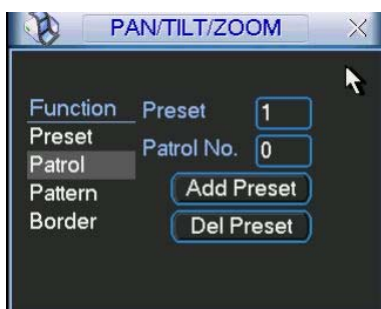 PAN/TILT/ZOOM
Function
Preset
Patrol
Pattern
Border
Preset 1
Patrol No. 0
Add Preset
Del Preset